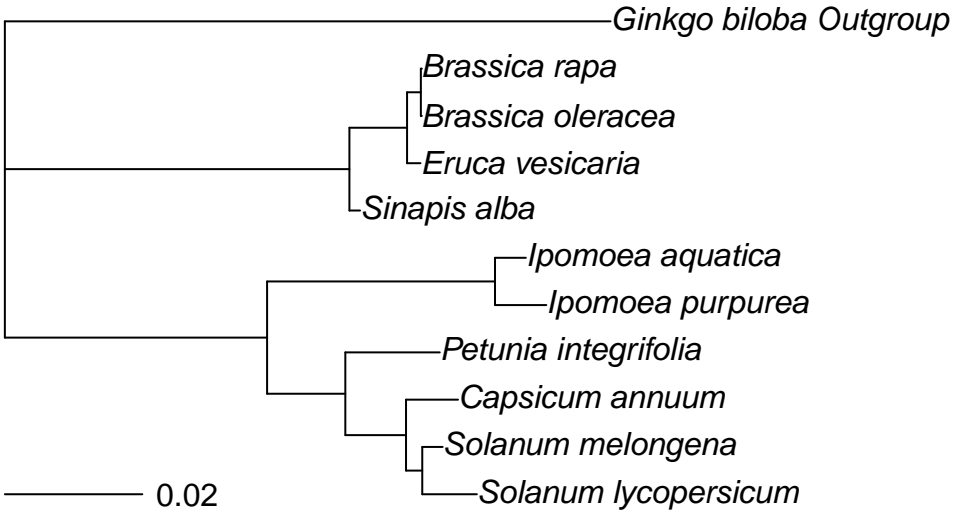 Ginkgo biloba Outgroup
Brassica rapa
Brassica oleracea
Eruca vesicaria
Sinapis alba
Ipomoea aquatica
Ipomoea purpurea
Petunia integrifolia
Capsicum annuum
Solanum melongena
Solanum lycopersicum
0.02